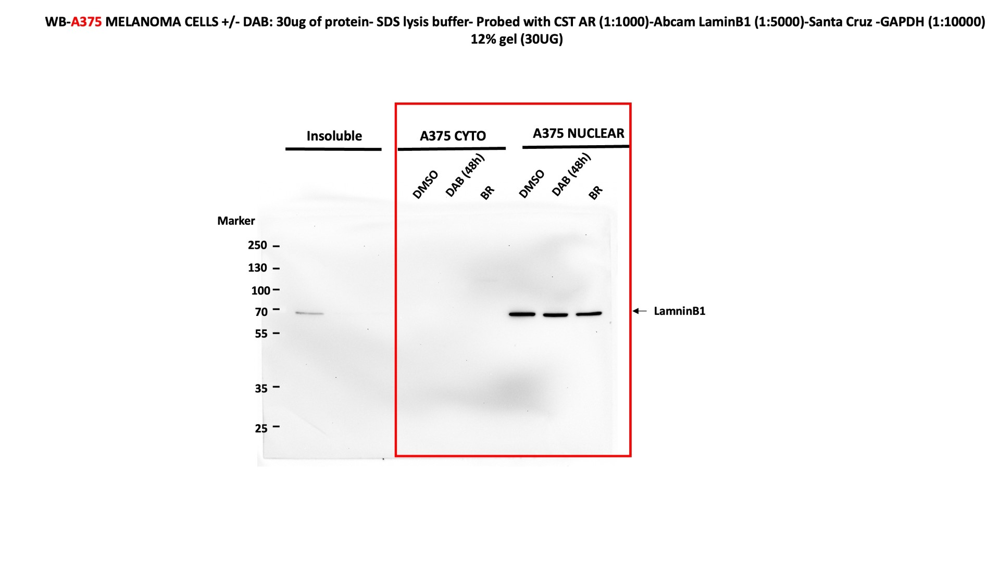 WB-A375 MELANOMA CELLS +/- DAB: 30ug of protein- SDS lysis buffer- Probed with CST AR (1:1000)-Abcam LaminB1 (1:5000)-Santa Cruz -GAPDH (1:10000)
12% gel (30UG)
Insoluble
A375 CYTO
A375 NUCLEAR
DMSO
DAB (48h)
BR
DMSO
DAB (48h)
BR
Marker
250
130
100
70
LamninB1
55
35
25